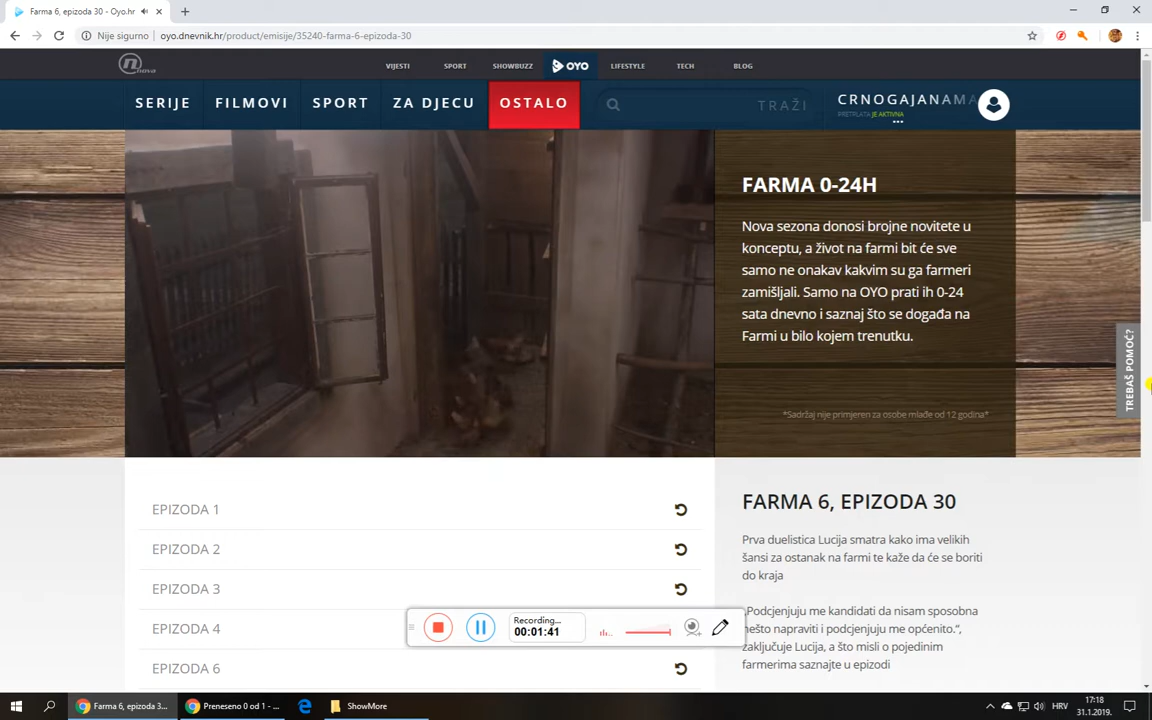 Farma 6, epizoda 30 - Oyo.hr
Nije sigurno
oyo.dnevnik.hr/product/emisije/35240-farma-6-epizoda-30
nova
VIJESTI
SPORT
SHOWBUZZ
OYO
LIFESTYLE
TECH
BLOG
SERIJE
FILMOVI
SPORT
ZA DJECU
OSTALO
TRAŽI
CRNOGAJANAMA
PRETPLATA JE AKTIVNA
FARMA 0-24H
Nova sezona donosi brojne novitete u
konceptu, a život na farmi bit će sve
samo ne onakav kakvim su ga farmeri
zamišljali. Samo na OYO prati ih 0-24
sata dnevno i saznaj što se događa na
Farmi u bilo kojem trenutku.
*Sadržaj nije primjeren za osobe mlađe od 12 godina*
TREBAŠ POMOĆ?
EPIZODA 1
EPIZODA 2
EPIZODA 3
EPIZODA 4
EPIZODA 6
FARMA 6, EPIZODA 30
Prva duelistica Lucija smatra kako ima velikih
šansi za ostanak na farmi te kaže da će se boriti
do kraja
„Podcjenjuju me kandidati da nisam sposobna
nešto napraviti i podcjenjuju me općenito.“,
zaključuje Lucija, a što misli o pojedinim
farmerima saznajte u epizodi
Recording...
00:01:41
Farma 6, epizoda 3...
Preneseno 0 od 1 - ...
ShowMore
HRV
17:18
31.1.2019.